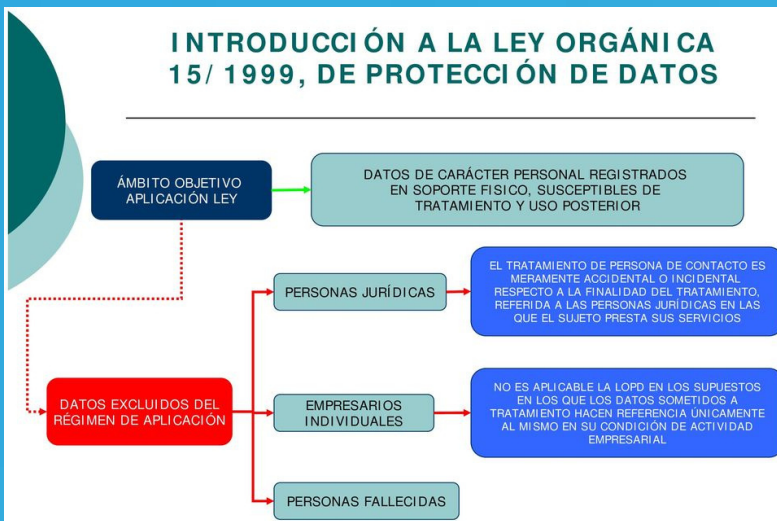 INTRODUCCIÓN A LA LEY ORGÁNICA
15/1999, DE PROTECCIÓN DE DATOS
ÁMBITO OBJETIVO
APLICACIÓN LEY
DATOS DE CARÁCTER PERSONAL REGISTRADOS
EN SOPORTE FISICO, SUSCEPTIBLES DE
TRATAMIENTO Y USO POSTERIOR
PERSONAS JURÍDICAS
EL TRATAMIENTO DE PERSONA DE CONTACTO ES
MERAMENTE ACCIDENTAL O INCIDENTAL
RESPECTO A LA FINALIDAD DEL TRATAMIENTO,
REFERIDA A LAS PERSONAS JURÍDICAS EN LAS
QUE EL SUJETO PRESTA SUS SERVICIOS
DATOS EXCLUIDOS DEL
RÉGIMEN DE APLICACIÓN
EMPRESARIOS
INDIVIDUALES
NO ES APLICABLE LA LOPD EN LOS SUPUESTOS
EN LOS QUE LOS DATOS SOMETIDOS A
TRATAMIENTO HACEN REFERENCIA ÚNICAMENTE
AL MISMO EN SU CONDICIÓN DE ACTIVIDAD
EMPRESARIAL
PERSONAS FALLECIDAS